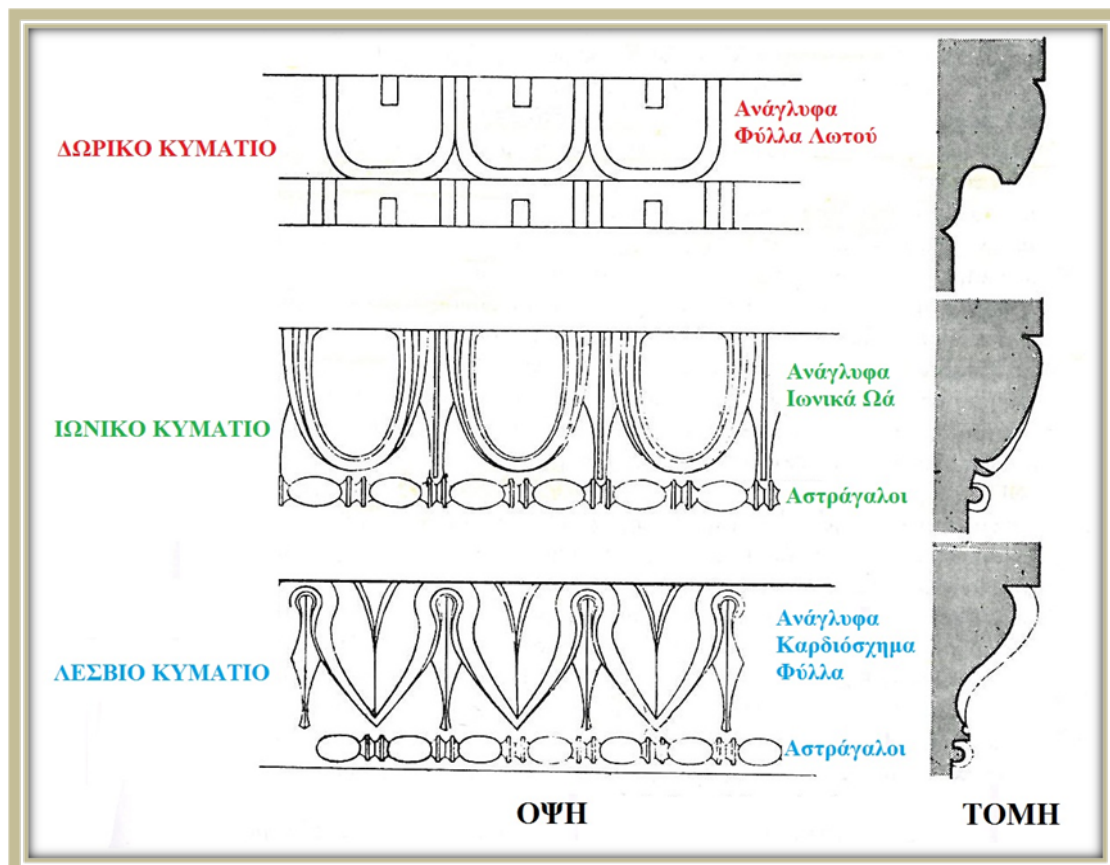 ΔΩΡΙΚΟ ΚΥΜΑΤΙΟ
Ανάγλυφα
Φύλλα Λωτού
ΙΩΝΙΚΟ ΚΥΜΑΤΙΟ
Ανάγλυφα
Ιωνικά Ωά
Αστράγαλοι
ΛΕΣΒΙΟ ΚΥΜΑΤΙΟ
Ανάγλυφα
Καρδιόσχημα
Φύλλα
Αστράγαλοι
ΟΨΗ
ΤΟΜΗ